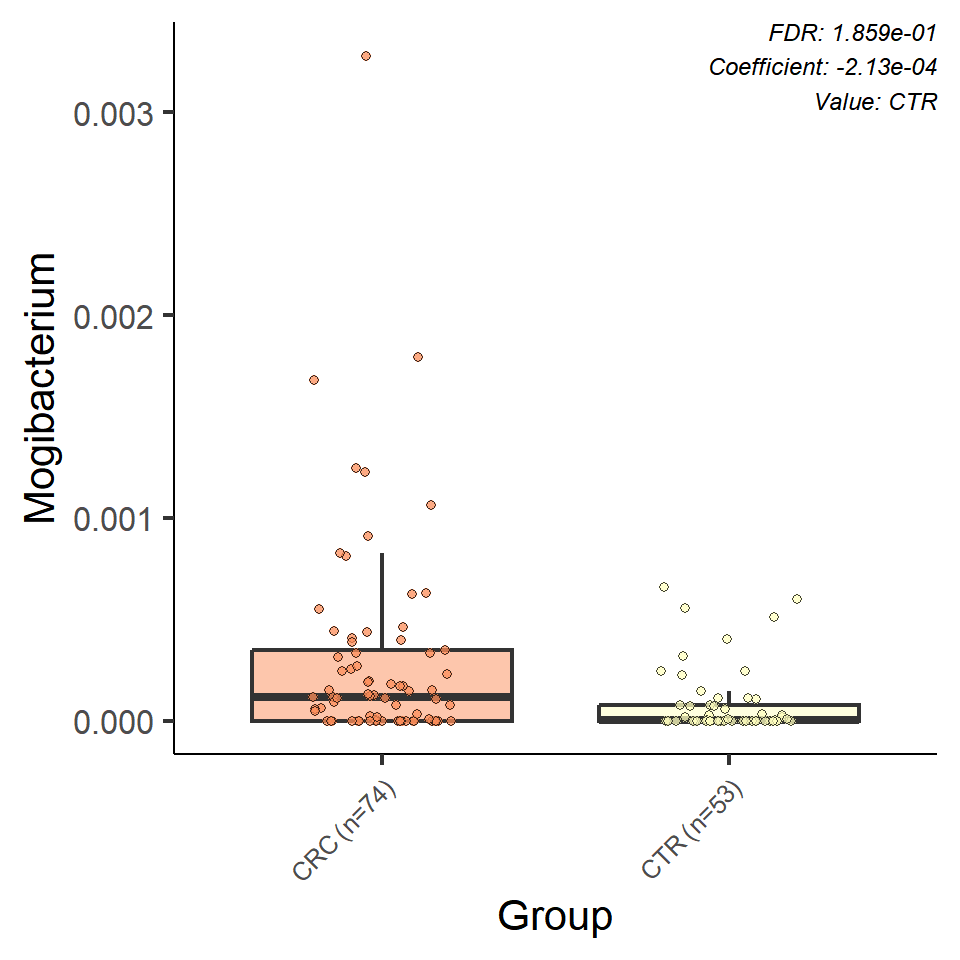 FDR: 1.859e-01
Coefficient: -2.13e-04
Value: CTR
Mogibacterium
0.003
0.002
0.001
0.000
CRC (n=74)
CTR (n=53)
Group